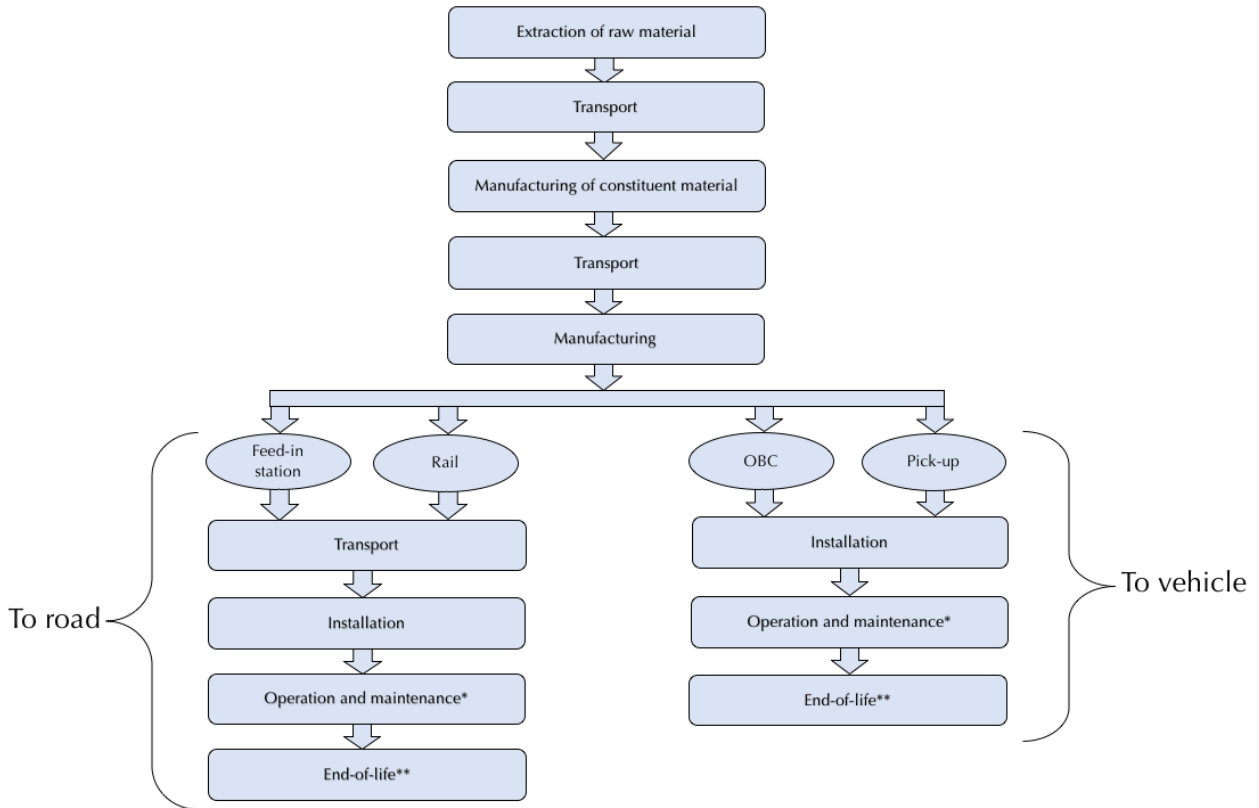 Extraction of raw material
Transport
Manufacturing of constituent material
Transport
Manufacturing
Feed-in
station
Rail
OBC
Pick-up
To road
Transport
Installation
Operation and maintenance*
End-of-life**
Installation
Operation and maintenance*
End-of-life**
To vehicle